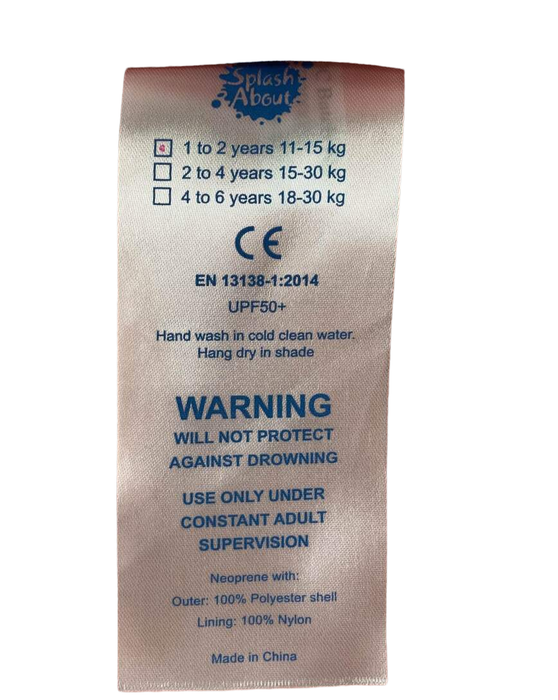 Splash
About
1 to 2 years 11-15 kg
2 to 4 years 15-30 kg
4 to 6 years 18-30 kg
CE
EN 13138-1:2014
UPF50+
Hand wash in cold clean water.
Hang dry in shade
WARNING
WILL NOT PROTECT
AGAINST DROWNING
USE ONLY UNDER
CONSTANT ADULT
SUPERVISION
Neoprene with:
Outer: 100% Polyester shell
Lining: 100% Nylon
Made in China